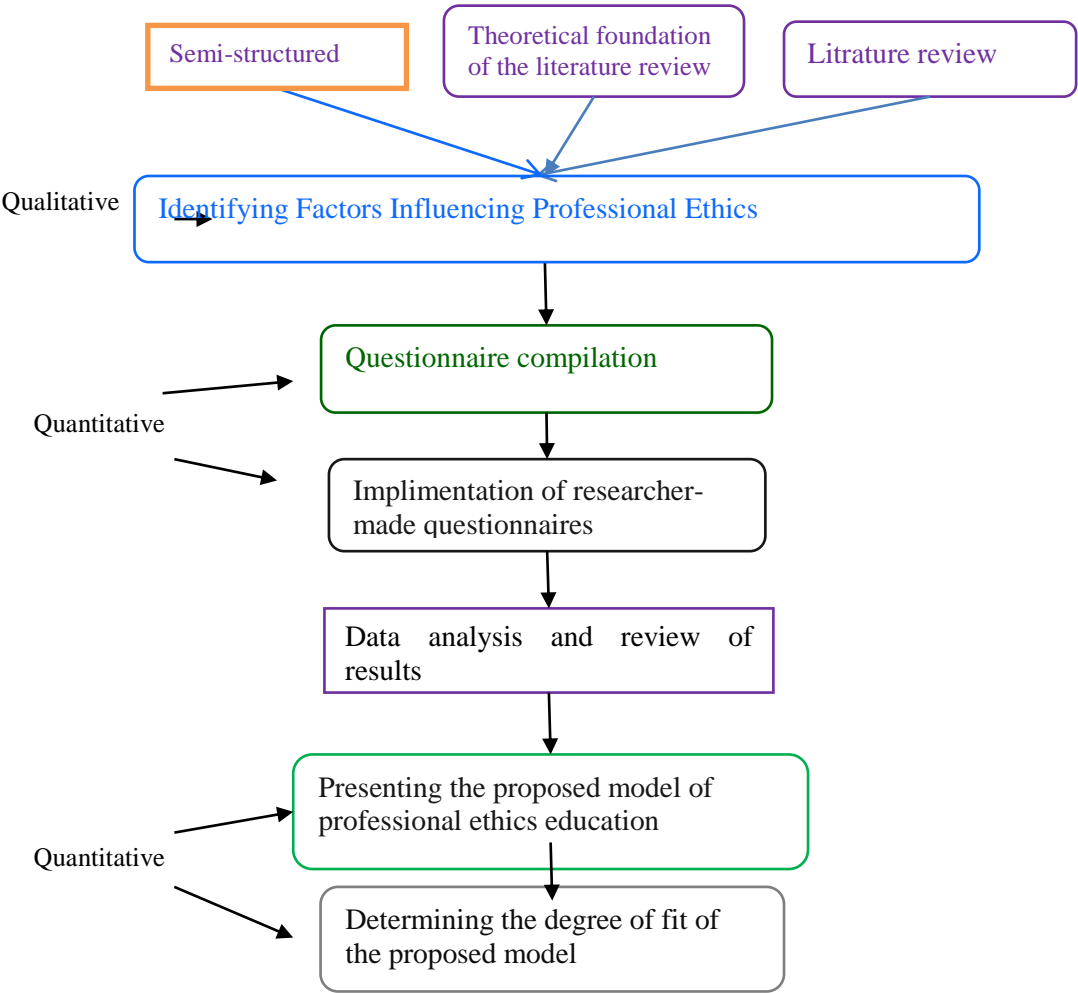 Semi-structured
Theoretical foundation
of the literature review
Litrature review
Qualitative
Identifying Factors Influencing Professional Ethics
Questionnaire compilation
Quantitative
Implimentation of researcher-
made questionnaires
Data analysis and review of
results
Presenting the proposed model of
professional ethics education
Quantitative
Determining the degree of fit of
the proposed model